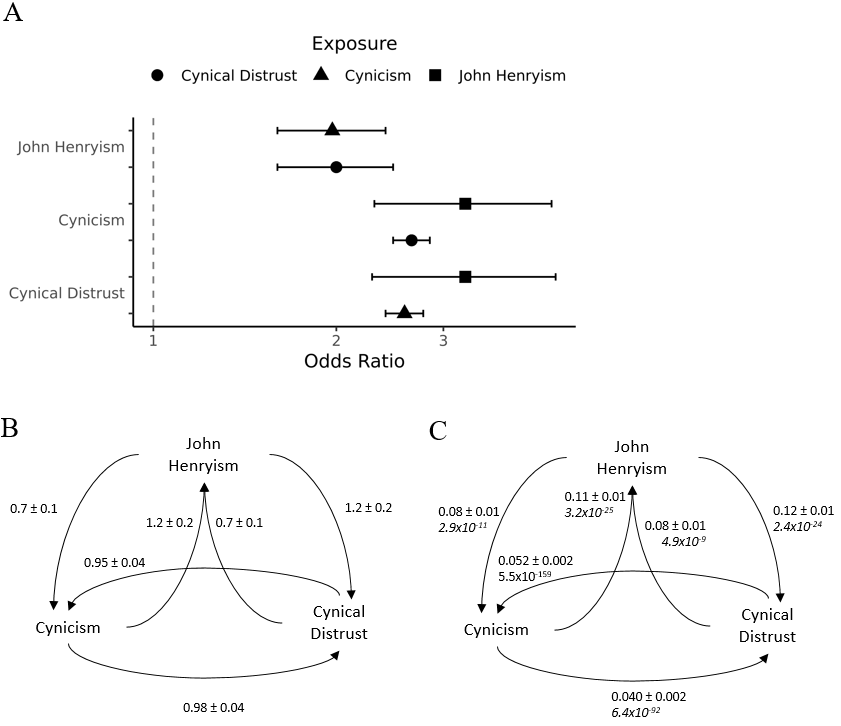 A
Exposure
Cynical Distrust Cynicism John Henryism
John Henryism
Cynicism
Cynical Distrust
1 2 3
Odds Ratio
B
John
Henryism
0.7 ± 0.1
1.2 ± 0.2
0.7 ± 0.1
1.2 ± 0.2
0.95 ± 0.04
Cynicism
Cynical
Distrust
0.98 ± 0.04
C
John
Henryism
0.08 ± 0.01
2.9x10⁻¹¹
0.11 ± 0.01
3.2x10⁻²⁵
0.08 ± 0.01
4.9x10⁻⁹
0.12 ± 0.01
2.4x10⁻²⁴
0.052 ± 0.002
5.5x10⁻¹⁵⁹
Cynicism
Cynical
Distrust
0.040 ± 0.002
6.4x10⁻⁹²